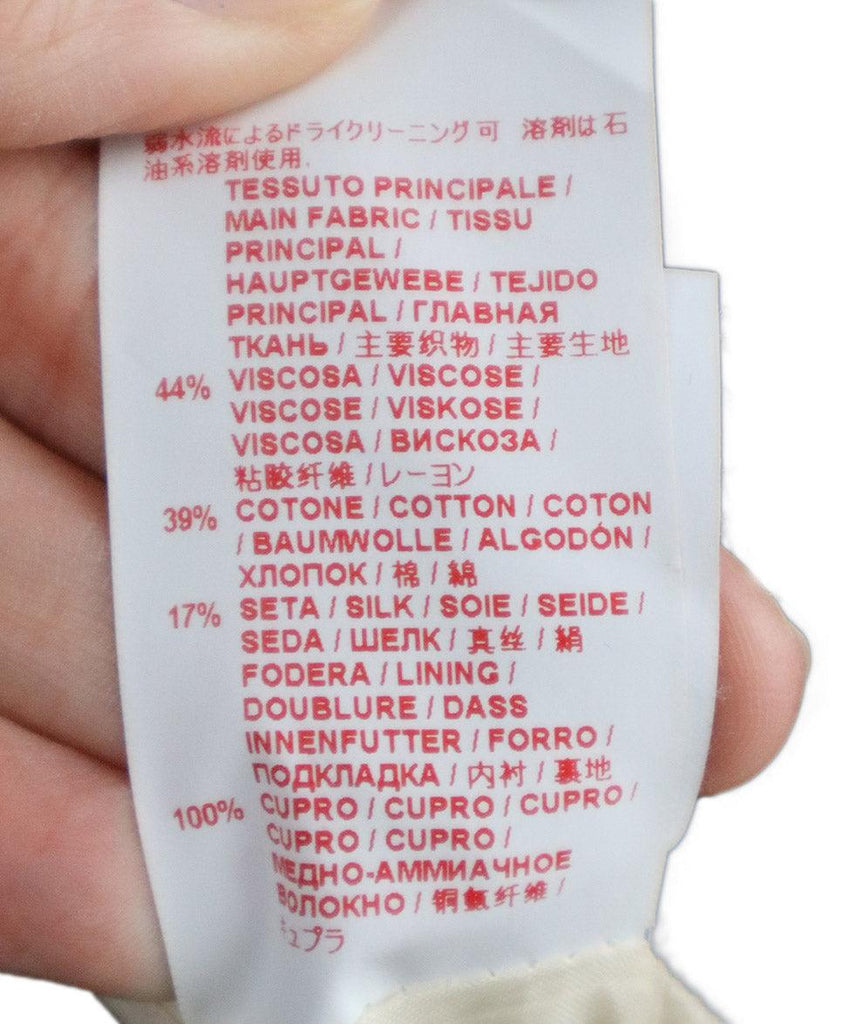 弱水流によるドライクリーニング可 溶剤は石
油系溶剤使用.
TESSUTO PRINCIPALE /
MAIN FABRIC / TISSU
PRINCIPAL /
HAUPTGEWEBE / TEJIDO
PRINCIPAL / ГЛАВНАЯ
ТКАНЬ / 主要织物 / 主要生地
44% VISCOSA / VISCOSE /
VISCOSE / VISKOSE /
VISCOSA / ВИСКОЗА /
粘胶纤维 / レーヨン
39% COTONE / COTTON / COTON
/ BAUMWOLLE / ALGODÓN /
ХЛОПОК / 棉 / 綿
17% SETA / SILK / SOIE / SEIDE /
SEDA / ШЕЛК / 真丝 / 絹
FODERA / LINING /
DOUBLURE / DASS
INNENFUTTER / FORRO /
ПОДКЛАДКА / 内衬 / 裏地
100% CUPRO / CUPRO / CUPRO /
CUPRO / CUPRO /
МЕДНО-АММИАЧНОЕ
ВОЛОКНО / 铜氨纤维 /
キュプラ